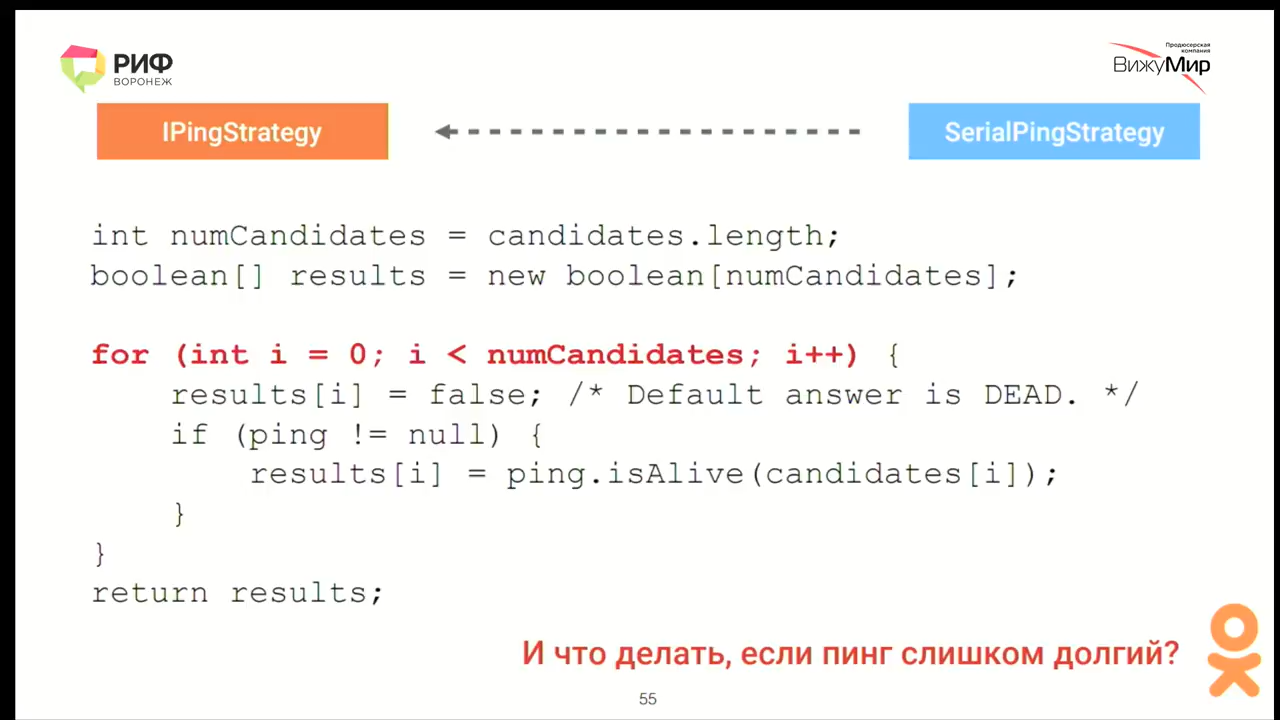 РИФ
ВОРОНЕЖ
Продюсерская
компания
ВижуМир
IPingStrategy
SerialPingStrategy
int numCandidates = candidates.length;
boolean[] results = new boolean[numCandidates];
for (int i = 0; i < numCandidates; i++) {
results[i] = false; /* Default answer is DEAD. */
if (ping != null) {
results[i] = ping.isAlive(candidates[i]);
}
}
return results;
И что делать, если пинг слишком долгий?
55